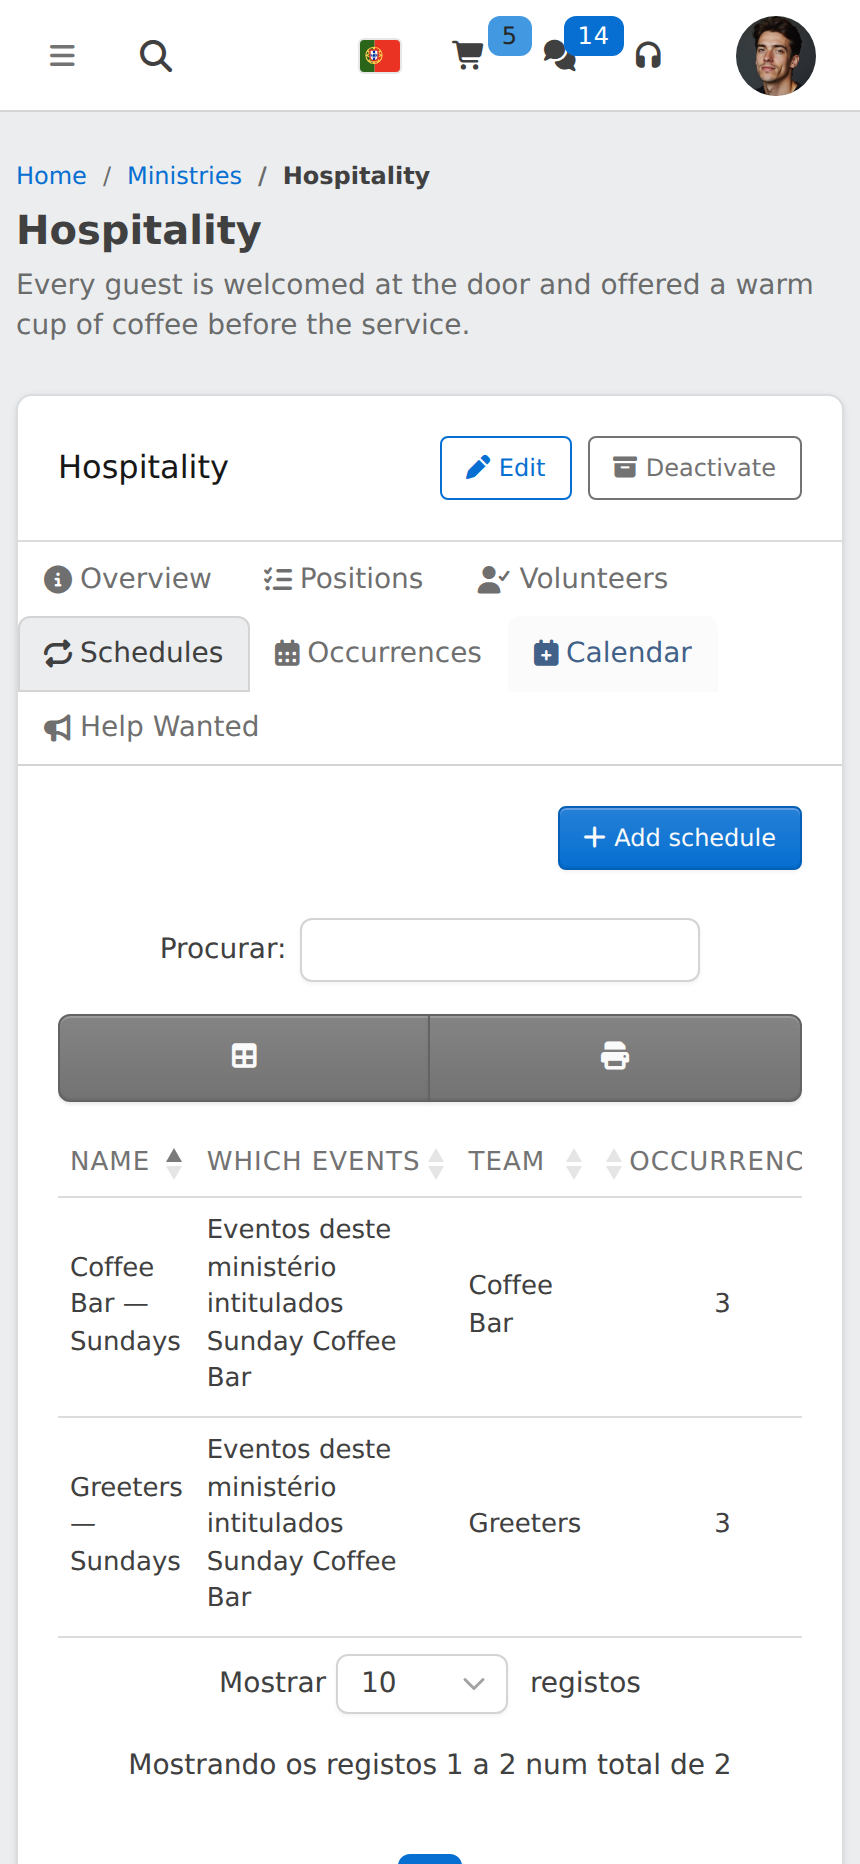 5
14
Home / Ministries / Hospitality
Hospitality
Every guest is welcomed at the door and offered a warm
cup of coffee before the service.
Hospitality
Edit
Deactivate
Overview
Positions
Volunteers
Schedules
Occurrences
Calendar
Help Wanted
Add schedule
Procurar:
NAME
WHICH EVENTS
TEAM
OCCURRENC
Coffee
Bar —
Sundays
Eventos deste
ministério
intitulados
Sunday Coffee
Bar
Coffee
Bar
3
Greeters
—
Sundays
Eventos deste
ministério
intitulados
Sunday Coffee
Bar
Greeters
3
Mostrar 10 registos
Mostrando os registos 1 a 2 num total de 2